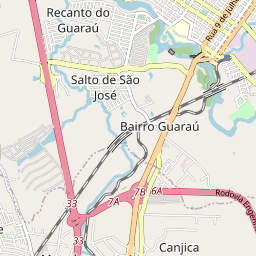 Recanto do
Guaraú
Rua 9 de Julho
Salto de São
José
Bairro Guaraú
7B
6A
7A
33
33
Rodovia Engen
Canjica